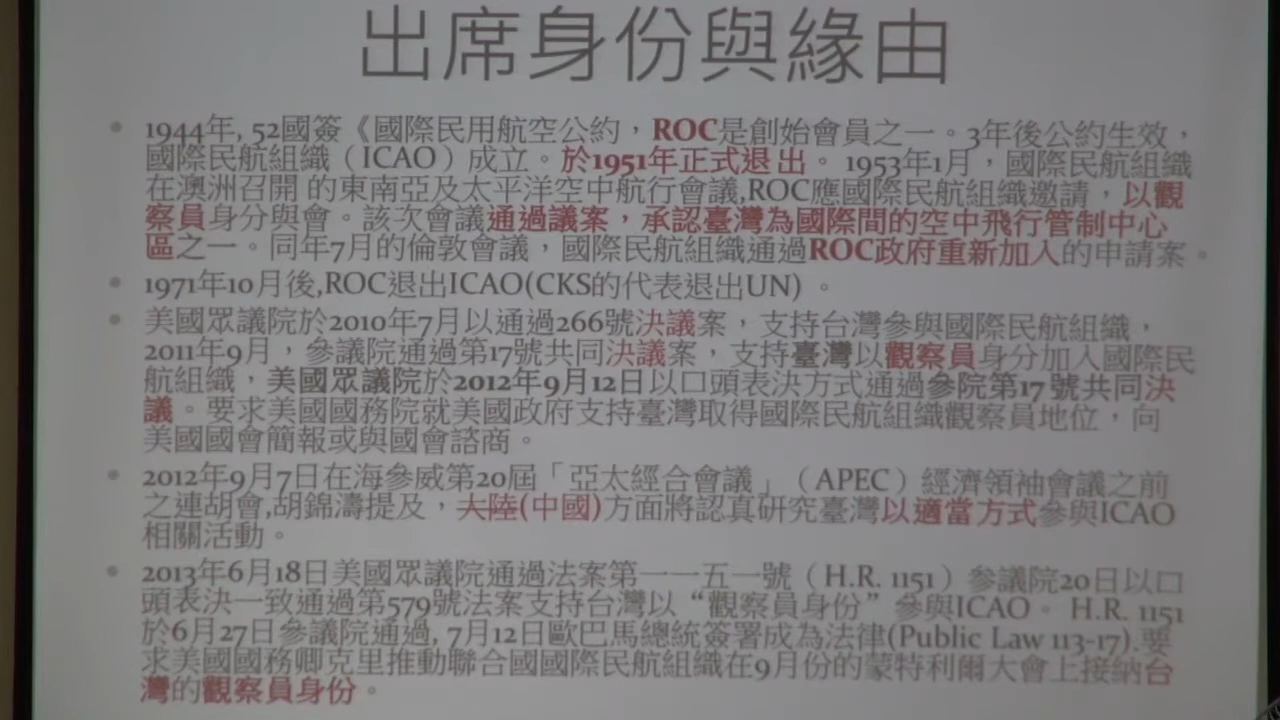 出席身份與緣由
• 1944年, 52國簽《國際民用航空公約，ROC是創始會員之一。3年後公約生效，
國際民航組織（ICAO）成立。於1951年正式退出。 1953年1月，國際民航組織
在澳洲召開 的東南亞及太平洋空中航行會議,ROC應國際民航組織邀請，以觀
察員身分與會。該次會議通過議案，承認臺灣為國際間的空中飛行管制中心
區之一。同年7月的倫敦會議，國際民航組織通過ROC政府重新加入的申請案。
• 1971年10月後,ROC退出ICAO(CKS的代表退出UN) 。
• 美國眾議院於2010年7月以通過266號決議案，支持台灣參與國際民航組織，
2011年9月，參議院通過第17號共同決議案，支持臺灣以觀察員身分加入國際民
航組織，美國眾議院於2012年9月12日以口頭表決方式通過參院第17 號共同決
議。要求美國國務院就美國政府支持臺灣取得國際民航組織觀察員地位，向
美國國會簡報或與國會諮商。
• 2012年9月7日在海參威第20屆「亞太經合會議」（APEC）經濟領袖會議之前
之連胡會,胡錦濤提及，大陸(中國)方面將認真研究臺灣以適當方式參與ICAO
相關活動。
• 2013年6月18日美國眾議院通過法案第一一五一號（H.R. 1151）參議院20日以口
頭表決一致通過第579號法案支持台灣以“觀察員身份”參與ICAO。 H.R. 1151
於6月27日參議院通過, 7月12日歐巴馬總統簽署成為法律(Public Law 113-17).要
求美國國務卿克里推動聯合國國際民航組織在9月份的蒙特利爾大會上接納台
灣的觀察員身份。